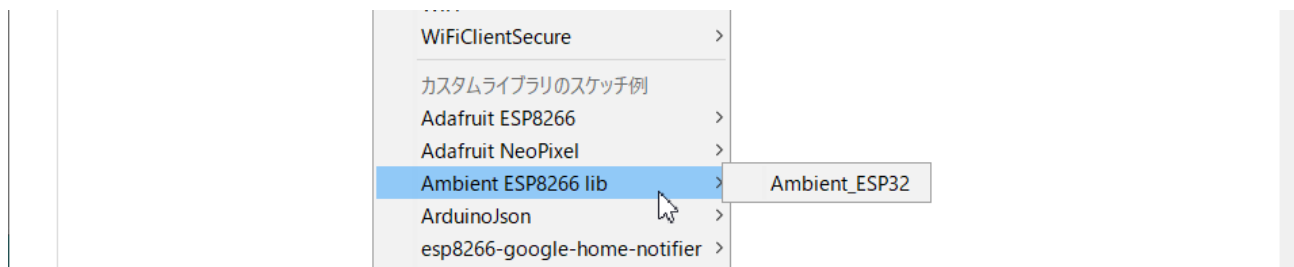 WiFiClientSecure
カスタムライブラリのスケッチ例
Adafruit ESP8266
Adafruit NeoPixel
Ambient ESP8266 lib
Ambient_ESP32
ArduinoJson
esp8266-google-home-notifier